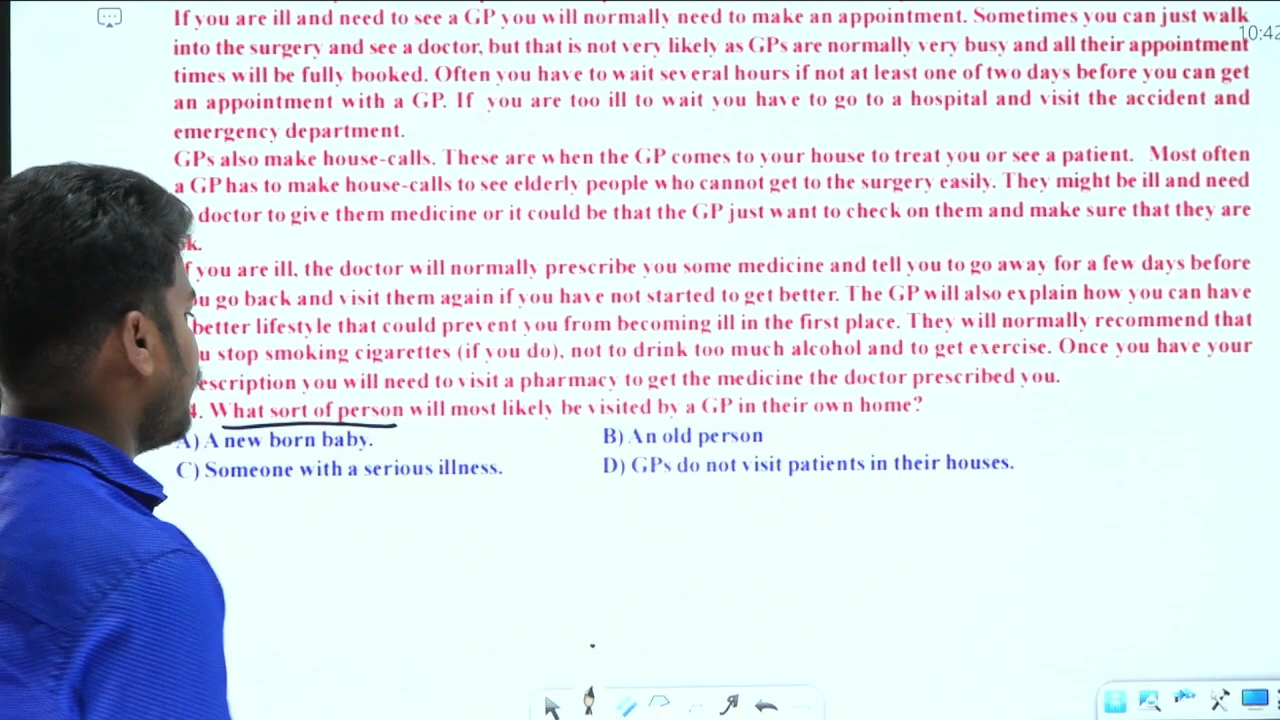 If you are ill and need to see a GP you will normally need to make an appointment. Sometimes you can just walk
10:42
into the surgery and see a doctor, but that is not very likely as GPs are normally very busy and all their appointment
times will be fully booked. Often you have to wait several hours if not at least one of two days before you can get
an appointment with a GP. If you are too ill to wait you have to go to a hospital and visit the accident and
emergency department.
GPs also make house-calls. These are when the GP comes to your house to treat you or see a patient. Most often
a GP has to make house-calls to see elderly people who cannot get to the surgery easily. They might be ill and need
doctor to give them medicine or it could be that the GP just want to check on them and make sure that they are
k.
f you are ill, the doctor will normally prescribe you some medicine and tell you to go away for a few days before
u go back and visit them again if you have not started to get better. The GP will also explain how you can have
better lifestyle that could prevent you from becoming ill in the first place. They will normally recommend that
u stop smoking cigarettes (if you do), not to drink too much alcohol and to get exercise. Once you have your
escription you will need to visit a pharmacy to get the medicine the doctor prescribed you.
4. What sort of person will most likely be visited by a GP in their own home?
A) A new born baby. B) An old person
C) Someone with a serious illness. D) GPs do not visit patients in their houses.